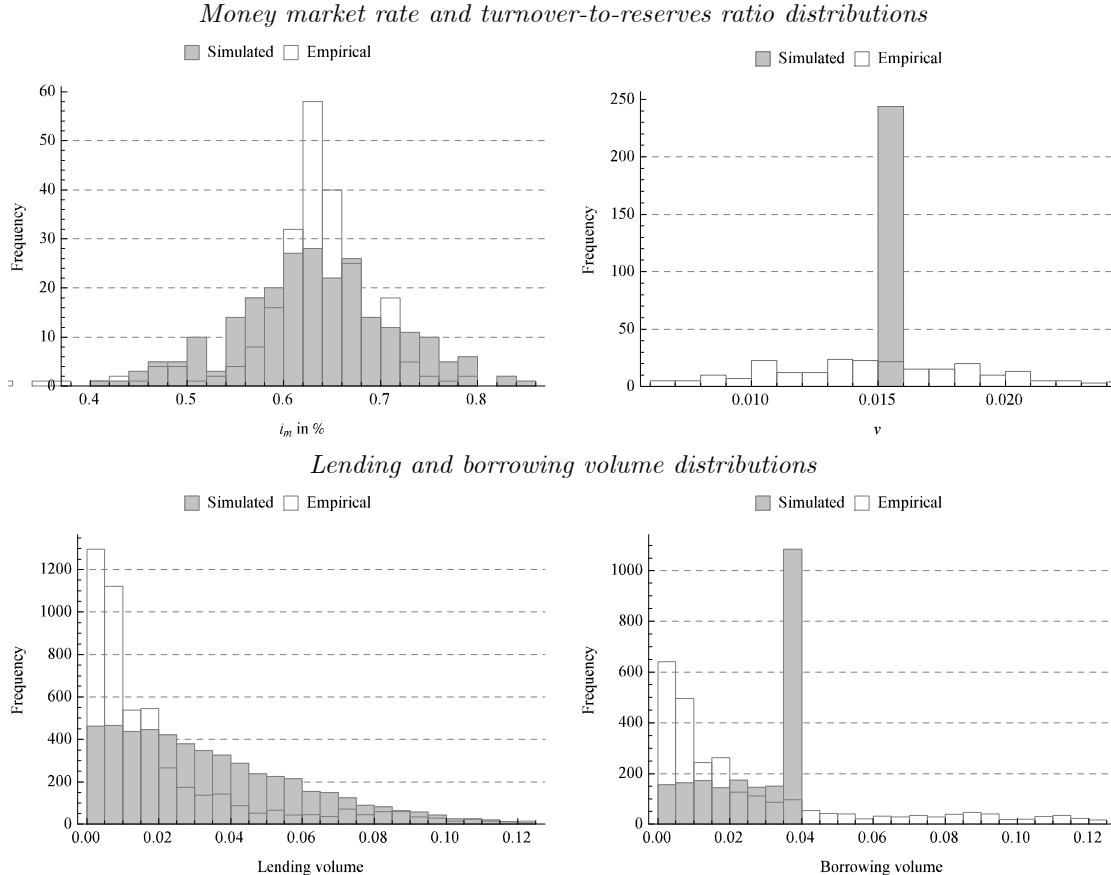 Money market rate and turnover-to-reserves ratio distributions
Simulated Empirical
Frequency
60
50
40
30
20
10
0
0.4 0.5 0.6 0.7 0.8
i_m in %
Simulated Empirical
Frequency
250
200
150
100
50
0
0.010 0.015 0.020
v
Lending and borrowing volume distributions
Simulated Empirical
Frequency
1200
1000
800
600
400
200
0
0.00 0.02 0.04 0.06 0.08 0.10 0.12
Lending volume
Simulated Empirical
Frequency
1000
800
600
400
200
0
0.00 0.02 0.04 0.06 0.08 0.10 0.12
Borrowing volume